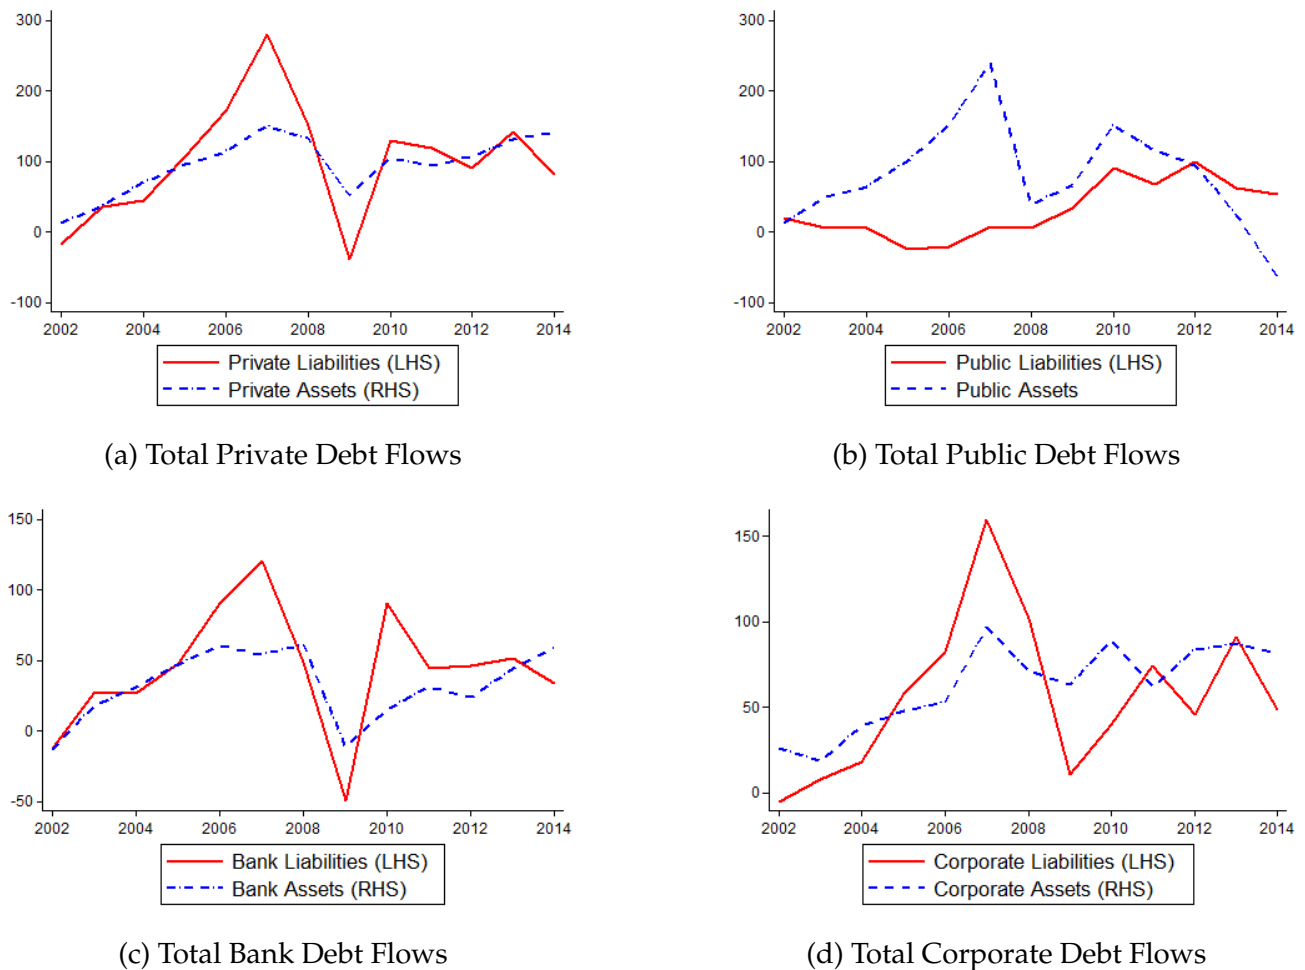 300
200
100
0
-100
2002 2004 2006 2008 2010 2012 2014
Private Liabilities (LHS)
Private Assets (RHS)
(a) Total Private Debt Flows
300
200
100
0
-100
2002 2004 2006 2008 2010 2012 2014
Public Liabilities (LHS)
Public Assets
(b) Total Public Debt Flows
150
100
50
0
-50
2002 2004 2006 2008 2010 2012 2014
Bank Liabilities (LHS)
Bank Assets (RHS)
(c) Total Bank Debt Flows
150
100
50
0
2002 2004 2006 2008 2010 2012 2014
Corporate Liabilities (LHS)
Corporate Assets (RHS)
(d) Total Corporate Debt Flows